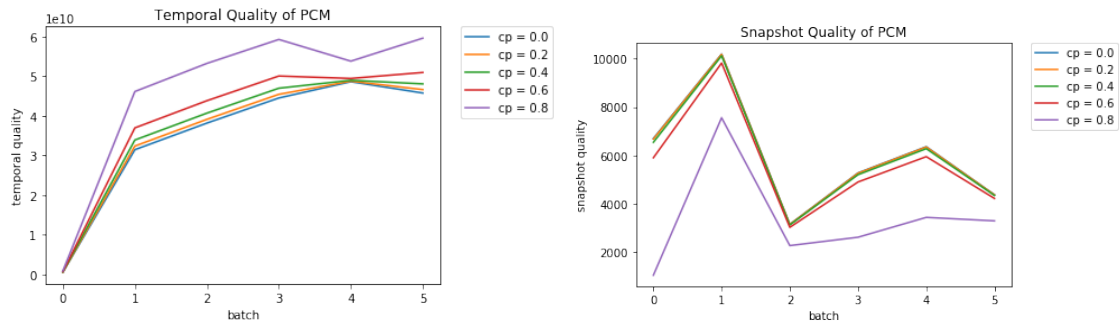 Temporal Quality of PCM
1e10
6
5
4
3
2
1
0
temporal quality
0 1 2 3 4 5
batch
cp = 0.0
cp = 0.2
cp = 0.4
cp = 0.6
cp = 0.8
Snapshot Quality of PCM
10000
8000
6000
4000
2000
snapshot quality
0 1 2 3 4 5
batch
cp = 0.0
cp = 0.2
cp = 0.4
cp = 0.6
cp = 0.8